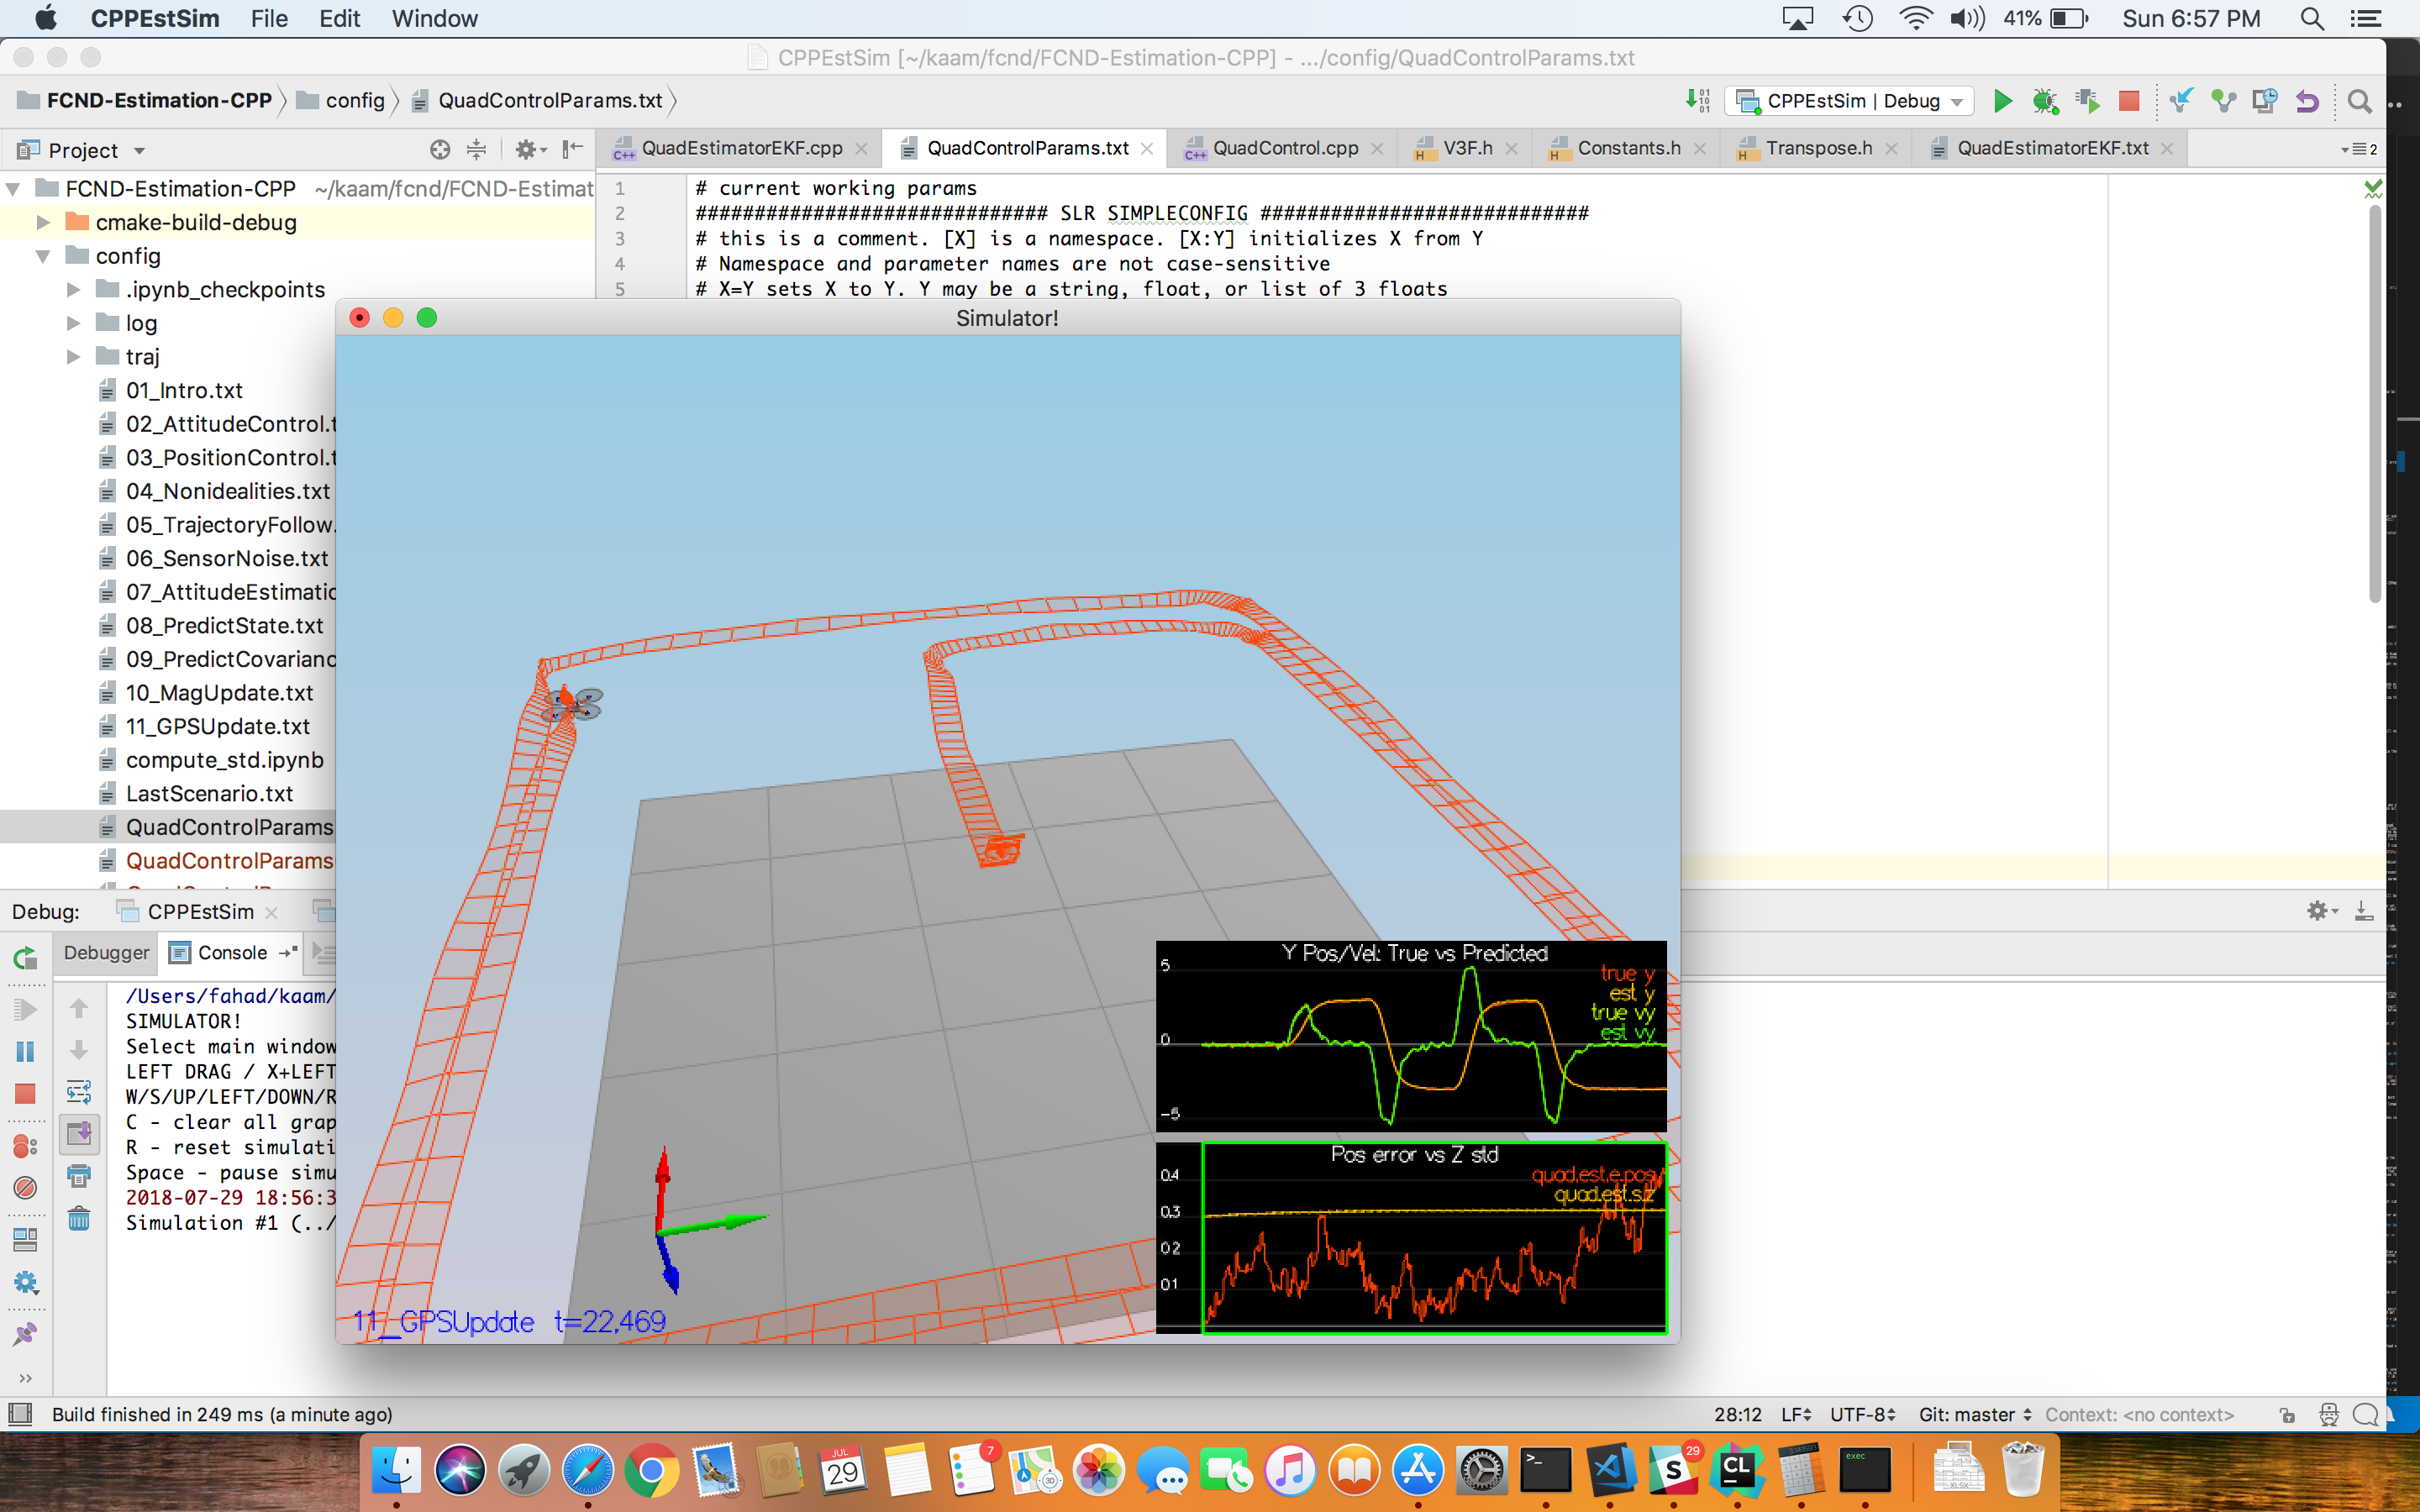 CPPEstSim File Edit Window 41% Sun 6:57 PM
CPPEstSim [~/kaam/fcnd/FCND-Estimation-CPP] - .../config/QuadControlParams.txt
FCND-Estimation-CPP config QuadControlParams.txt CPPEstSim | Debug
Project
QuadEstimatorEKF.cpp QuadControlParams.txt QuadControl.cpp V3F.h Constants.h Transpose.h QuadEstimatorEKF.txt 2
FCND-Estimation-CPP ~/kaam/fcnd/FCND-Estimat
cmake-build-debug
config
.ipynb_checkpoints
log
traj
01_Intro.txt
02_AttitudeControl.t
03_PositionControl.t
04_Nonidealities.txt
05_TrajectoryFollow.
06_SensorNoise.txt
07_AttitudeEstimatio
08_PredictState.txt
09_PredictCovarianc
10_MagUpdate.txt
11_GPSUpdate.txt
compute_std.ipynb
LastScenario.txt
QuadControlParams
QuadControlParams
1 # current working params
2 ############################## SLR SIMPLECONFIG ############################
3 # this is a comment. [X] is a namespace. [X:Y] initializes X from Y
4 # Namespace and parameter names are not case-sensitive
5 # X=Y sets X to Y. Y may be a string, float, or list of 3 floats
Simulator!
Y Pos/Vel: True vs Predicted
5
0
-5
true y
est y
true vy
est vy
Pos error vs Z std
0.4
0.3
0.2
0.1
quad.est.e.pos
quad.est.s.z
11_GPSUpdate t=22,469
Debug: CPPEstSim
Debugger Console
/Users/fahad/kaam/
SIMULATOR!
Select main window
LEFT DRAG / X+LEFT
W/S/UP/LEFT/DOWN/R
C - clear all grap
R - reset simulati
Space - pause simu
2018-07-29 18:56:3
Simulation #1 (../
Build finished in 249 ms (a minute ago) 28:12 LF UTF-8 Git: master Context: <no context>
JUL
29
7
3D
29
S
CL
exec
XLSX